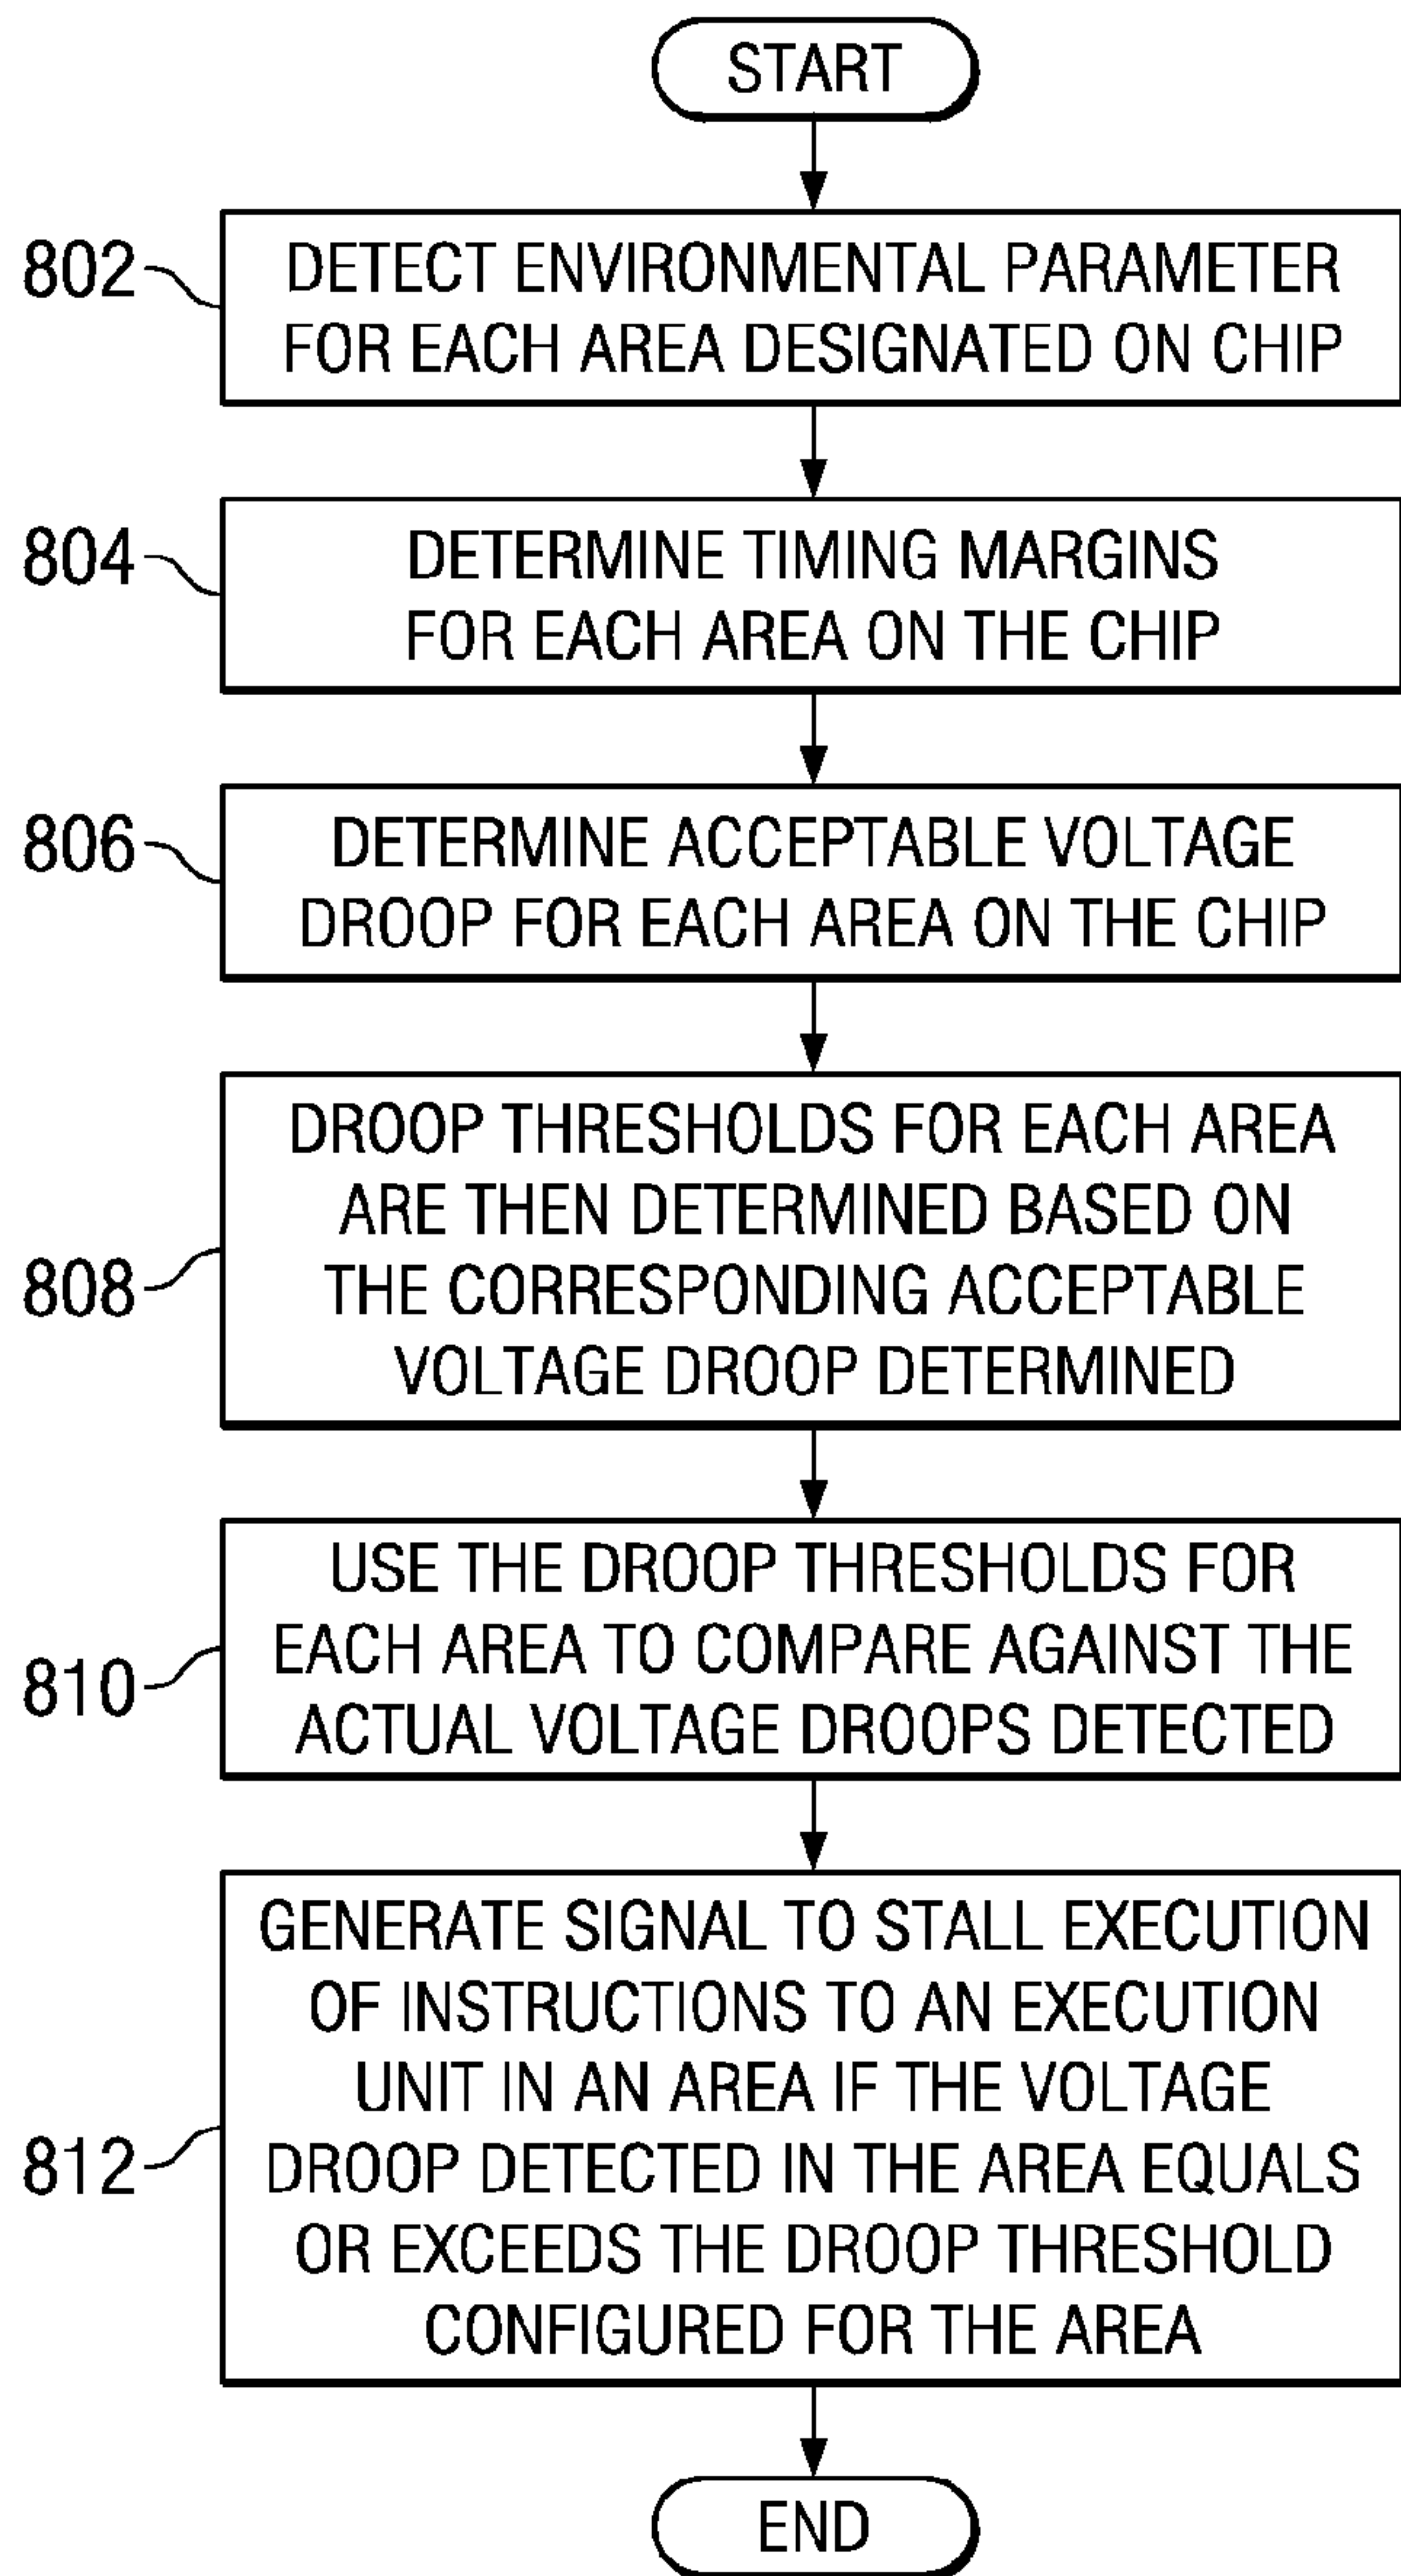 START
802
DETECT ENVIRONMENTAL PARAMETER
FOR EACH AREA DESIGNATED ON CHIP
804
DETERMINE TIMING MARGINS
FOR EACH AREA ON THE CHIP
806
DETERMINE ACCEPTABLE VOLTAGE
DROOP FOR EACH AREA ON THE CHIP
808
DROOP THRESHOLDS FOR EACH AREA
ARE THEN DETERMINED BASED ON
THE CORRESPONDING ACCEPTABLE
VOLTAGE DROOP DETERMINED
810
USE THE DROOP THRESHOLDS FOR
EACH AREA TO COMPARE AGAINST THE
ACTUAL VOLTAGE DROOPS DETECTED
812
GENERATE SIGNAL TO STALL EXECUTION
OF INSTRUCTIONS TO AN EXECUTION
UNIT IN AN AREA IF THE VOLTAGE
DROOP DETECTED IN THE AREA EQUALS
OR EXCEEDS THE DROOP THRESHOLD
CONFIGURED FOR THE AREA
END